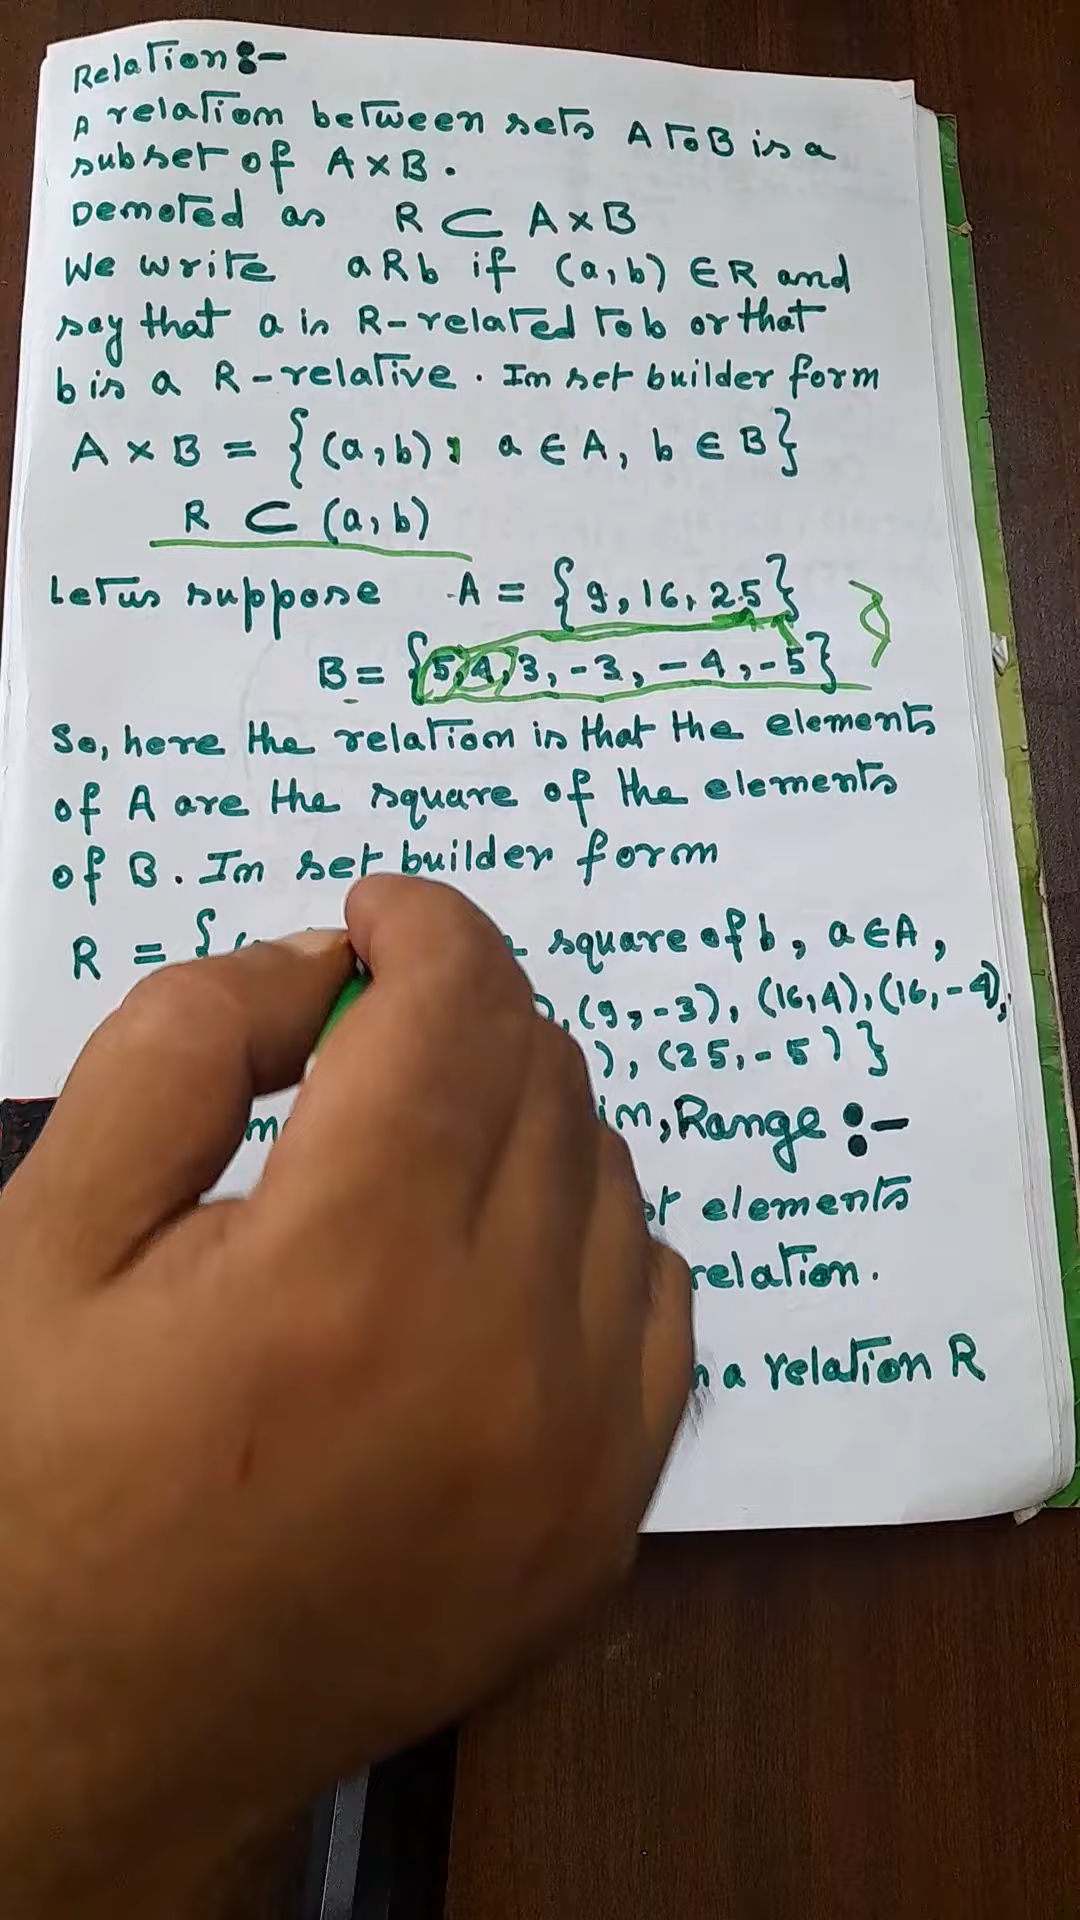 Relation :-
A relation between sets A to B is a
subset of A × B.
Denoted as R ⊂ A × B
We write aRb if (a, b) ∈ R and
say that a is R-related to b or that
b is a R-relative. In set builder form
A × B = {(a, b) : a ∈ A, b ∈ B}
R ⊂ (a, b)
Let us suppose A = {9, 16, 25}
B = {5, 4, 3, -3, -4, -5}
So, here the relation is that the elements
of A are the square of the elements
of B. In set builder form
R = { square of b, a ∈ A,
, (9, -3), (16, 4), (16, -4),
), (25, -5)}
, Range :-
elements
relation.
a relation R